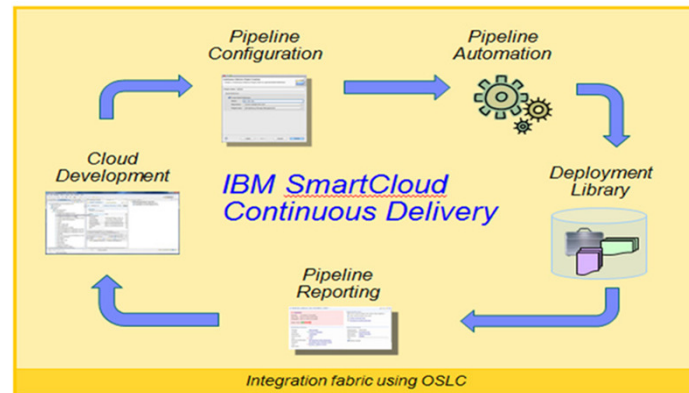 Pipeline
Configuration
Pipeline
Automation
Cloud
Development
IBM SmartCloud
Continuous Delivery
Deployment
Library
Pipeline
Reporting
Integration fabric using OSLC